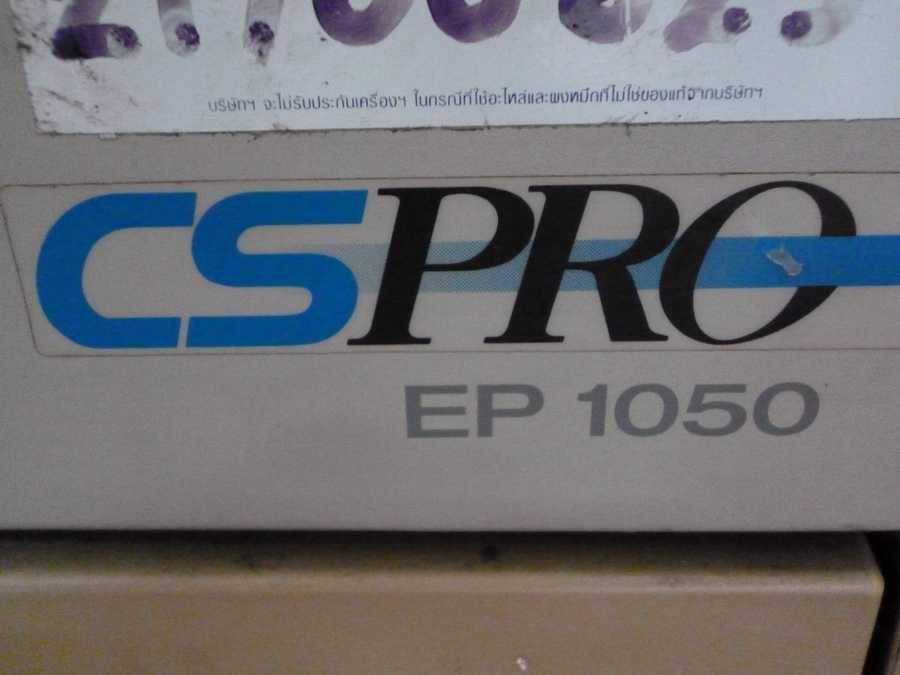 บริษัทฯ จะไม่รับประกันเครื่องฯ ในกรณีที่ใช้อะไหล่และผงหมึกที่ไม่ใช่ของแท้จากบริษัทฯ
CSPRO
EP 1050